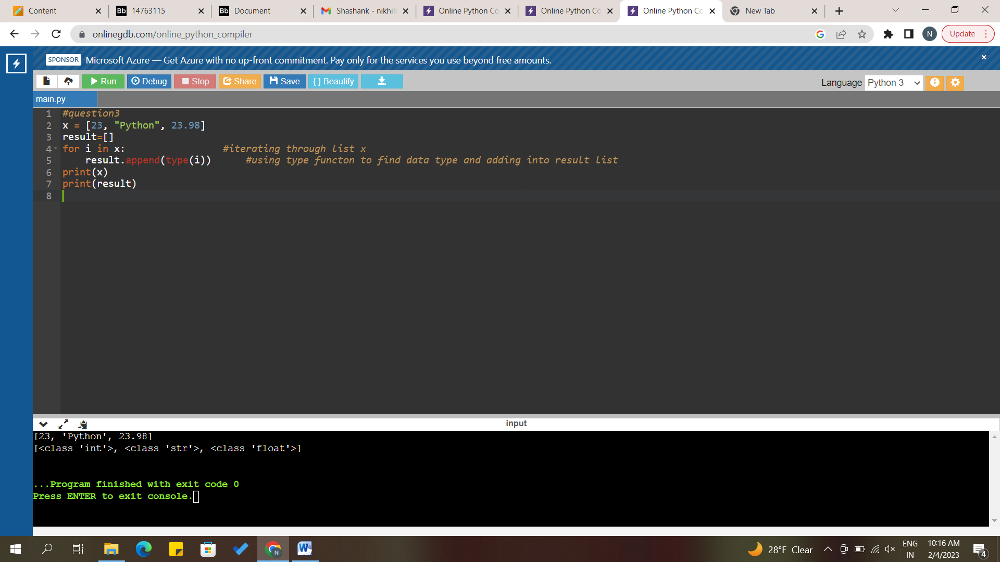 Content
14763115
Document
Shashank - nikhil
Online Python Co
Online Python Co
Online Python Co
New Tab
onlinegdb.com/online_python_compiler
N
Update
SPONSOR Microsoft Azure — Get Azure with no up-front commitment. Pay only for the services you use beyond free amounts.
Run
Debug
Stop
Share
Save
{ } Beautify
Language Python 3
main.py
1 #question3
2 x = [23, "Python", 23.98]
3 result=[]
4 for i in x: #iterating through list x
5 result.append(type(i)) #using type functon to find data type and adding into result list
6 print(x)
7 print(result)
8
input
[23, 'Python', 23.98]
[<class 'int'>, <class 'str'>, <class 'float'>]
...Program finished with exit code 0
Press ENTER to exit console.
28°F Clear
ENG
IN
10:16 AM
2/4/2023
4